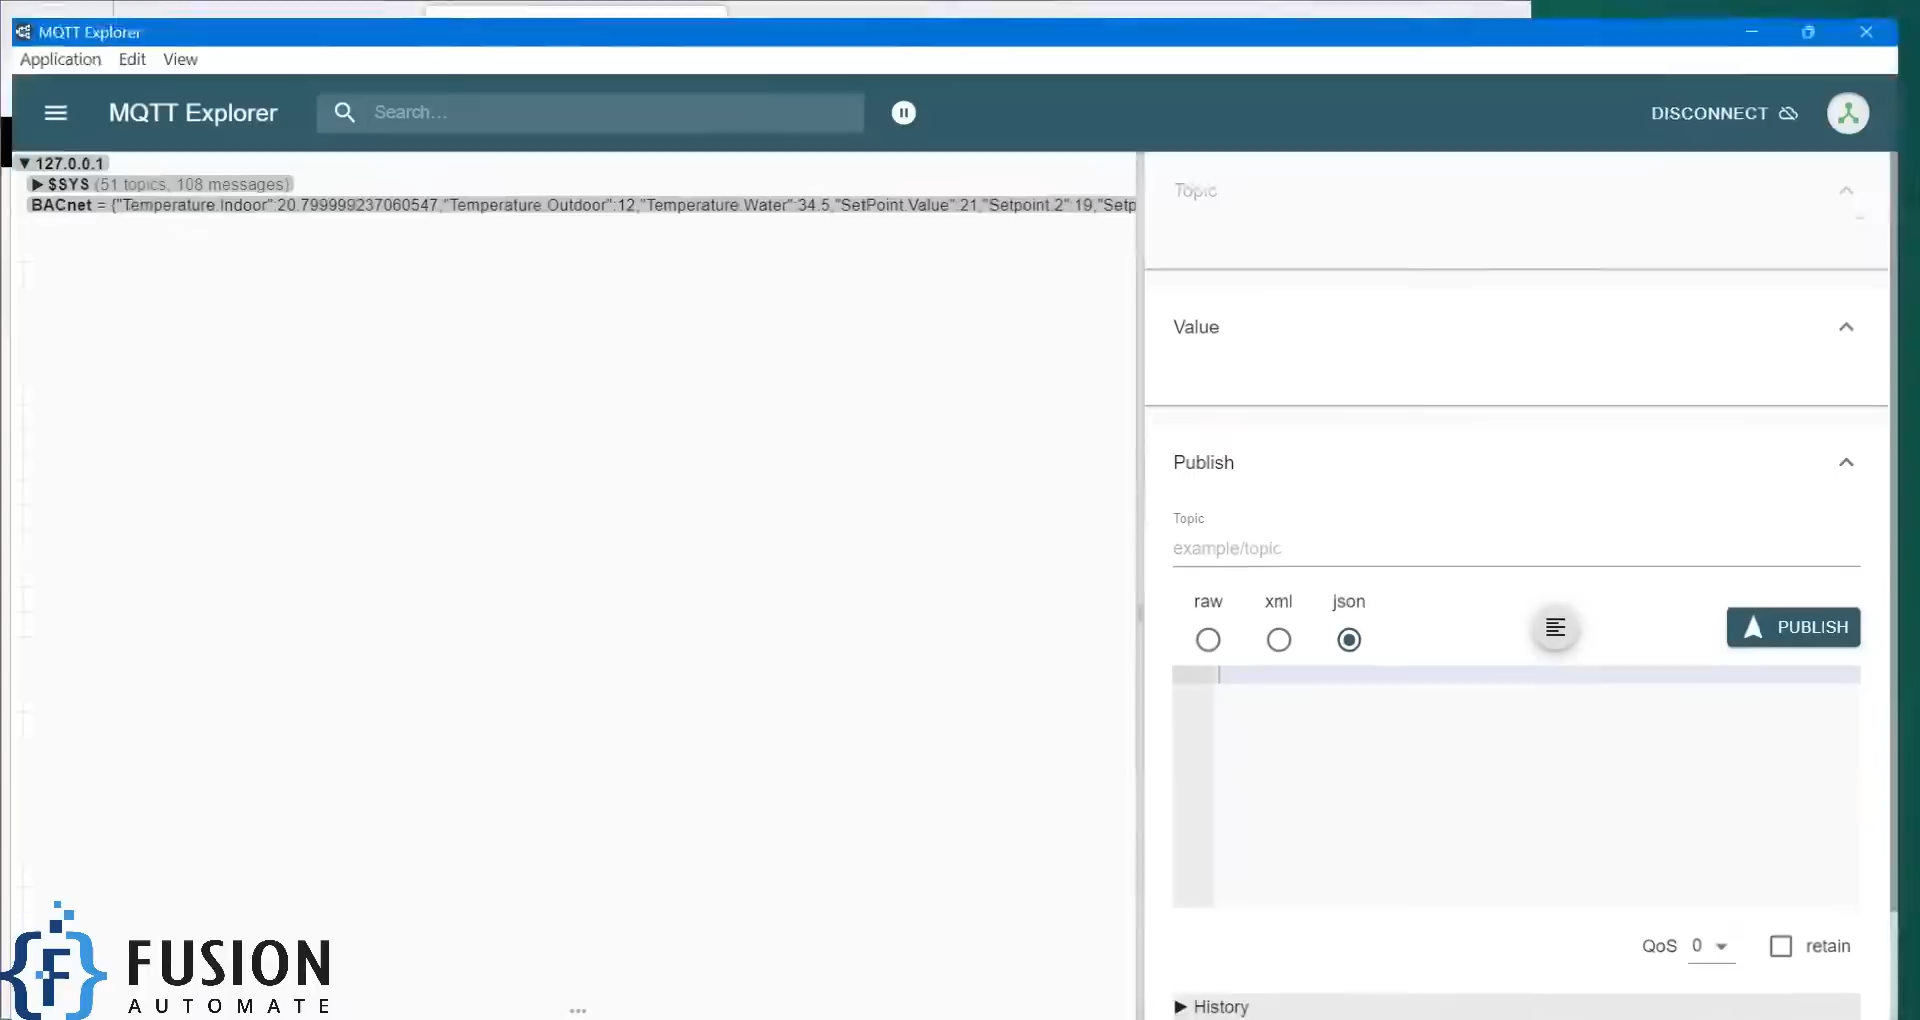 MQTT Explorer
Application Edit View
MQTT Explorer
Search...
DISCONNECT
▼ 127.0.0.1
▶ $SYS (51 topics, 108 messages)
BACnet = {"Temperature.Indoor":20.799999237060547,"Temperature.Outdoor":12,"Temperature.Water":34.5,"SetPoint.Value":21,"Setpoint.2":19,"Setp
Topic
Value
Publish
Topic
example/topic
raw xml json
PUBLISH
QoS 0 retain
▶ History
FUSION
AUTOMATE